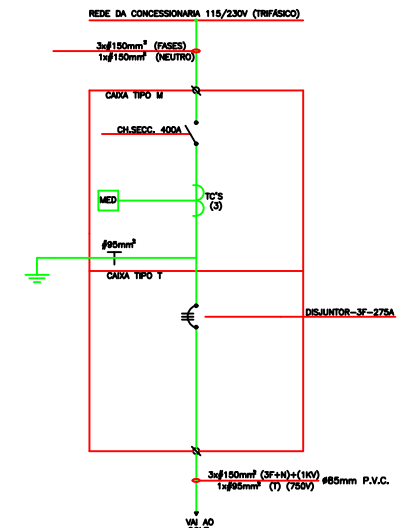 REDE DA CONCESSIONARIA 115/230V (TRIFÁSICO)
3x#150mm² (FASES)
1x#150mm² (NEUTRO)
CAIXA TIPO M
CH.SECC. 400A
MED
TC'S
(3)
#95mm²
CAIXA TIPO T
DISJUNTOR-3F-275A
3x#150mm² (3F+N)+(1KV)
1x#95mm² (T) (750V)
ø85mm P.V.C.
VAI AO